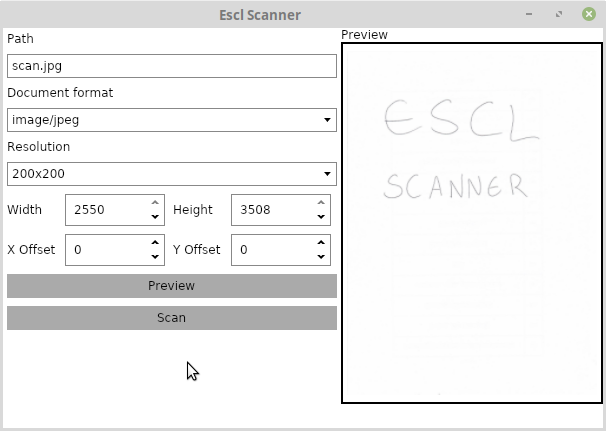 Escl Scanner
Path
scan.jpg
Document format
image/jpeg
Resolution
200x200
Width 2550 Height 3508
X Offset 0 Y Offset 0
Preview
Scan
Preview
ESCL
SCANNER